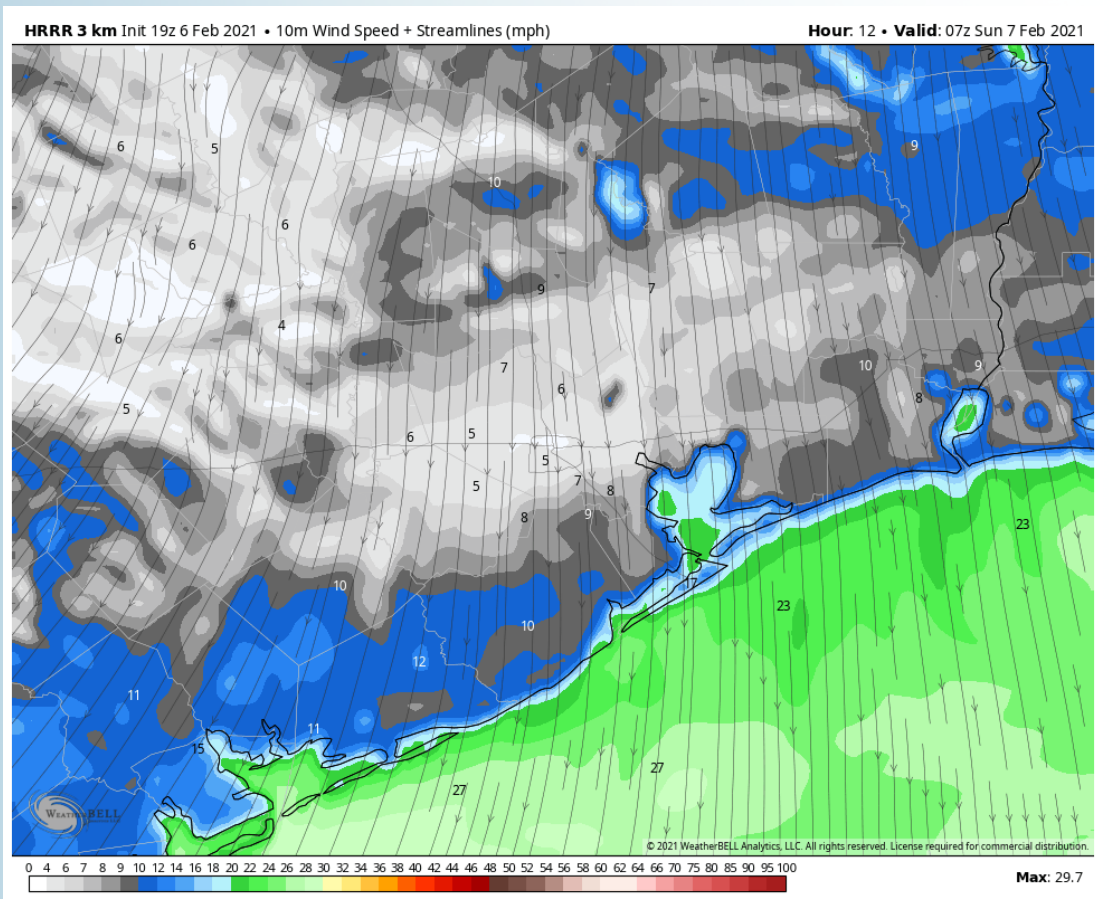 HRRR 3 km Init 19z 6 Feb 2021 • 10m Wind Speed + Streamlines (mph) Hour: 12 • Valid: 07z Sun 7 Feb 2021
6 5 9
10
6
6
9 7
4
6
7 10 9
6 8
5
6 5
5
5 7 8
8 9 23
10 17
23
10
12
11
11
15
27
27
WEATHERBELL
© 2021 WeatherBELL Analytics, LLC. All rights reserved. License required for commercial distribution.
0 4 6 7 8 9 10 12 14 16 18 20 22 24 26 28 30 32 34 36 38 40 42 44 46 48 50 52 54 56 58 60 62 64 66 70 75 80 85 90 95 100 Max: 29.7